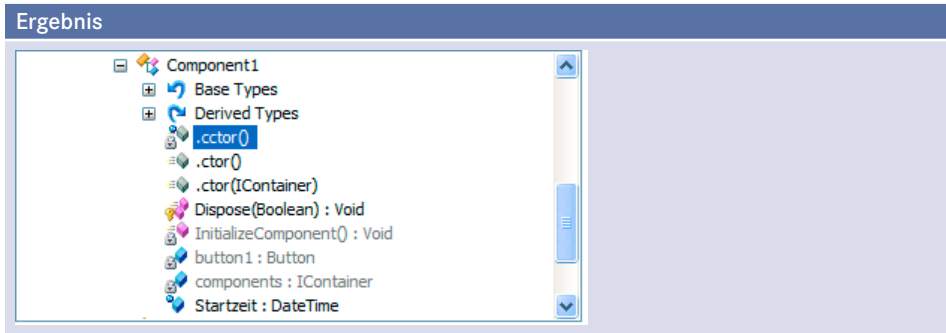 Ergebnis
Component1
Base Types
Derived Types
.cctor()
.ctor()
.ctor(IContainer)
Dispose(Boolean) : Void
InitializeComponent() : Void
button1 : Button
components : IContainer
Startzeit : DateTime